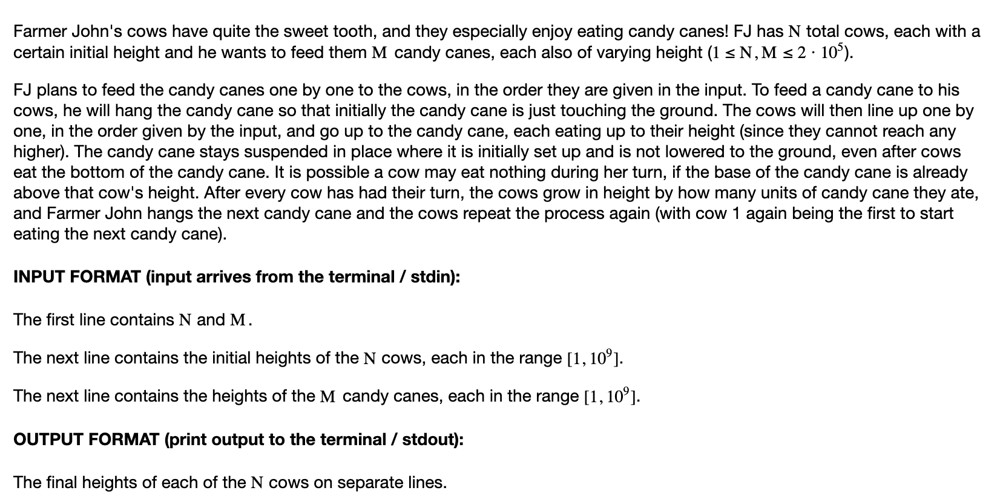 Farmer John's cows have quite the sweet tooth, and they especially enjoy eating candy canes! FJ has N total cows, each with a
certain initial height and he wants to feed them M candy canes, each also of varying height (1 ≤ N, M ≤ 2 · 10⁵).
FJ plans to feed the candy canes one by one to the cows, in the order they are given in the input. To feed a candy cane to his
cows, he will hang the candy cane so that initially the candy cane is just touching the ground. The cows will then line up one by
one, in the order given by the input, and go up to the candy cane, each eating up to their height (since they cannot reach any
higher). The candy cane stays suspended in place where it is initially set up and is not lowered to the ground, even after cows
eat the bottom of the candy cane. It is possible a cow may eat nothing during her turn, if the base of the candy cane is already
above that cow's height. After every cow has had their turn, the cows grow in height by how many units of candy cane they ate,
and Farmer John hangs the next candy cane and the cows repeat the process again (with cow 1 again being the first to start
eating the next candy cane).
INPUT FORMAT (input arrives from the terminal / stdin):
The first line contains N and M.
The next line contains the initial heights of the N cows, each in the range [1, 10⁹].
The next line contains the heights of the M candy canes, each in the range [1, 10⁹].
OUTPUT FORMAT (print output to the terminal / stdout):
The final heights of each of the N cows on separate lines.